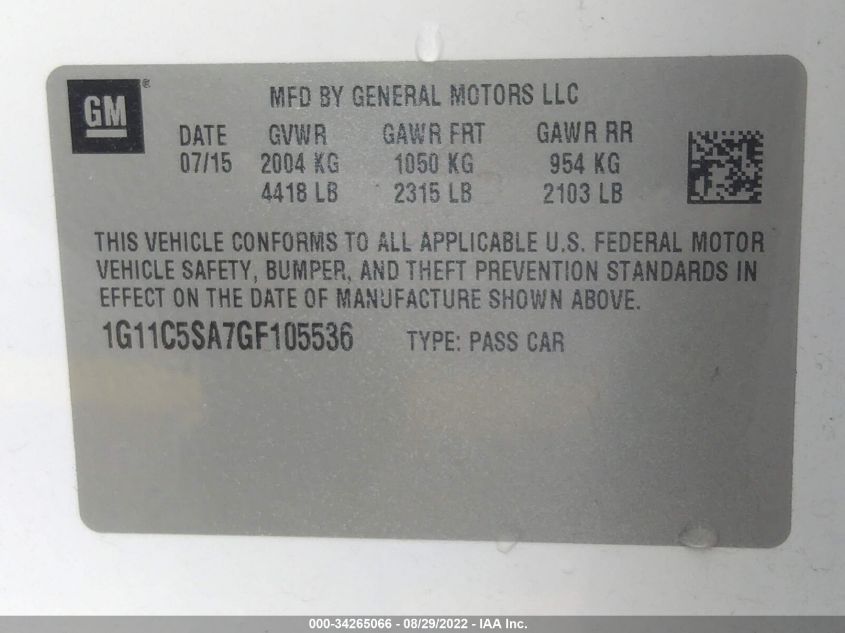 GM ®
MFD BY GENERAL MOTORS LLC
DATE GVWR GAWR FRT GAWR RR
07/15 2004 KG 1050 KG 954 KG
4418 LB 2315 LB 2103 LB
THIS VEHICLE CONFORMS TO ALL APPLICABLE U.S. FEDERAL MOTOR
VEHICLE SAFETY, BUMPER, AND THEFT PREVENTION STANDARDS IN
EFFECT ON THE DATE OF MANUFACTURE SHOWN ABOVE.
1G11C5SA7GF105536 TYPE: PASS CAR
000-34265066 - 08/29/2022 - IAA Inc.